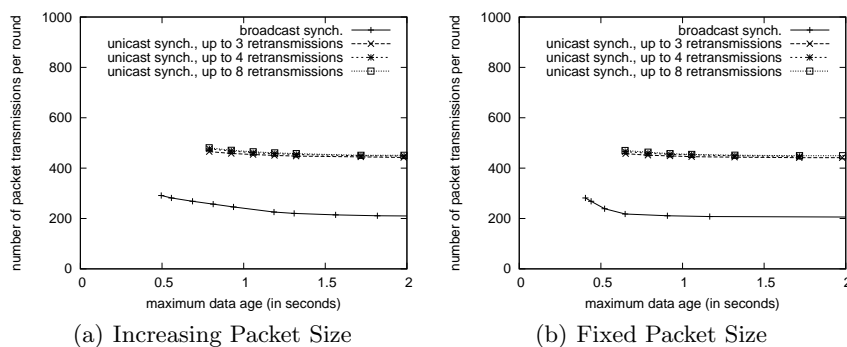 number of packet transmissions per round
1000
800
600
400
200
0
broadcast synch.
unicast synch., up to 3 retransmissions
unicast synch., up to 4 retransmissions
unicast synch., up to 8 retransmissions
0 0.5 1 1.5 2
maximum data age (in seconds)
(a) Increasing Packet Size
number of packet transmissions per round
1000
800
600
400
200
0
broadcast synch.
unicast synch., up to 3 retransmissions
unicast synch., up to 4 retransmissions
unicast synch., up to 8 retransmissions
0 0.5 1 1.5 2
maximum data age (in seconds)
(b) Fixed Packet Size